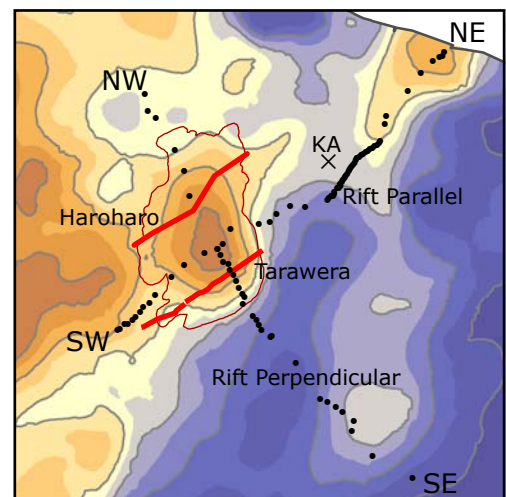 NE
NW
KA
Rift Parallel
Haroharo
Tarawera
SW
Rift Perpendicular
SE